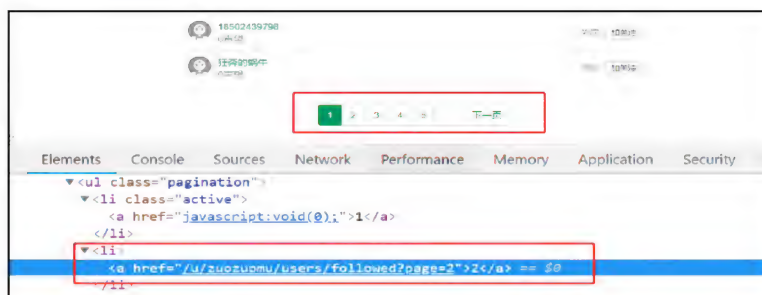 18502439798
狂奔的蜗牛
1 2 3 4 5 下一页
Elements Console Sources Network Performance Memory Application Security
▼<ul class="pagination">
▼<li class="active">
<a href="javascript:void(0);">1</a>
</li>
▼<li>
<a href="/u/zuozupmu/users/followed?page=2">2</a> == $0
</li>